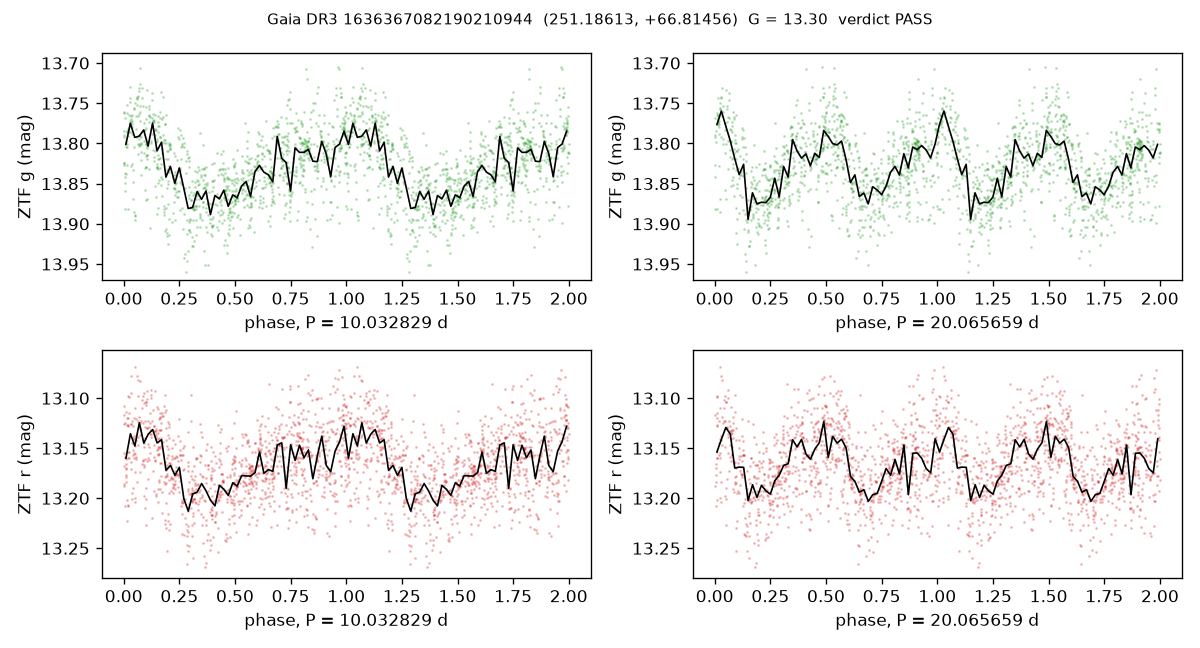 Gaia DR3 1636367082190210944 (251.18613, +66.81456) G = 13.30 verdict PASS
ZTF g (mag)
13.70
13.75
13.80
13.85
13.90
13.95
0.00 0.25 0.50 0.75 1.00 1.25 1.50 1.75 2.00
phase, P = 10.032829 d
ZTF g (mag)
13.70
13.75
13.80
13.85
13.90
13.95
0.00 0.25 0.50 0.75 1.00 1.25 1.50 1.75 2.00
phase, P = 20.065659 d
ZTF r (mag)
13.10
13.15
13.20
13.25
0.00 0.25 0.50 0.75 1.00 1.25 1.50 1.75 2.00
phase, P = 10.032829 d
ZTF r (mag)
13.10
13.15
13.20
13.25
0.00 0.25 0.50 0.75 1.00 1.25 1.50 1.75 2.00
phase, P = 20.065659 d